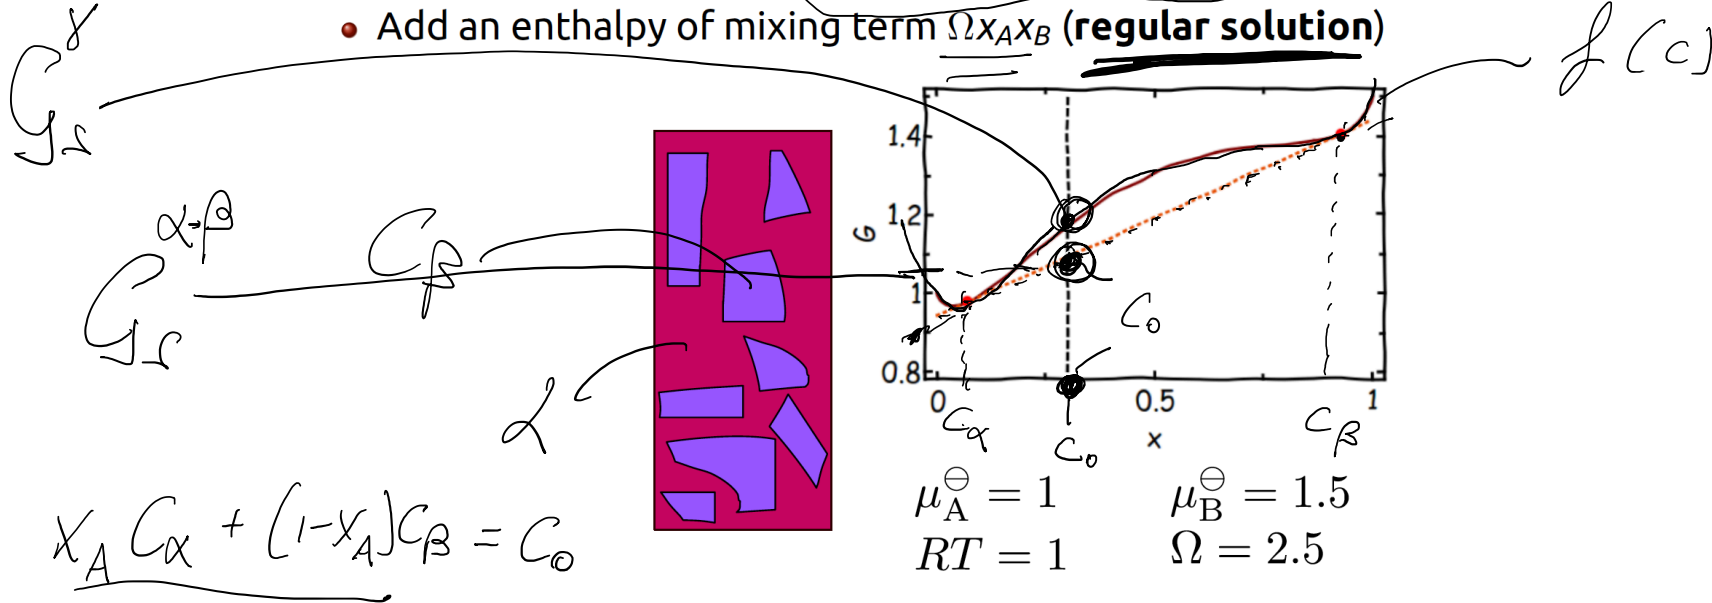 Add an enthalpy of mixing term Ωx_Ax_B (regular solution)
G_s^γ
f(c)
G_s^{α+β}
C_β
α
G
1.4
1.2
1
0.8
0
0.5
1
x
C_0
C_α
C_0
C_β
x_A C_α + (1-x_A)C_β = C_0
μ_A^⊖ = 1
μ_B^⊖ = 1.5
RT = 1
Ω = 2.5